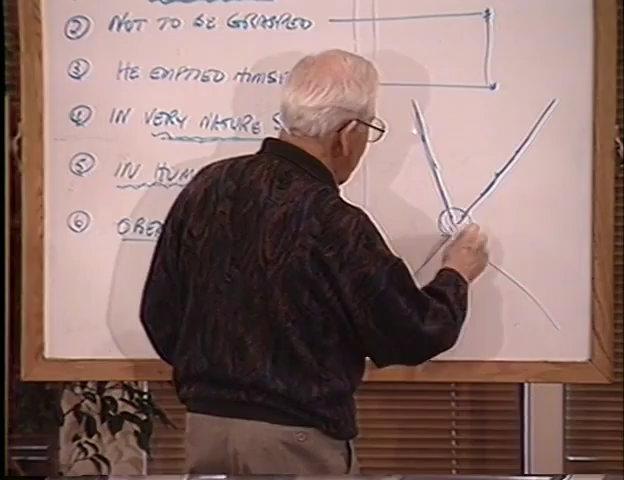 ② NOT TO BE GRASPED
③ HE EMPTIED HIMSE
④ IN VERY NATURE S
⑤ IN HUM
⑥ OBE